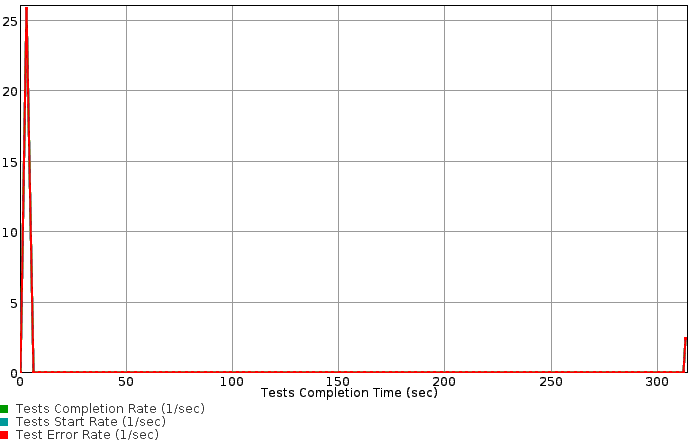 25
20
15
10
5
0
0 50 100 150 200 250 300
Tests Completion Time (sec)
Tests Completion Rate (1/sec)
Tests Start Rate (1/sec)
Test Error Rate (1/sec)